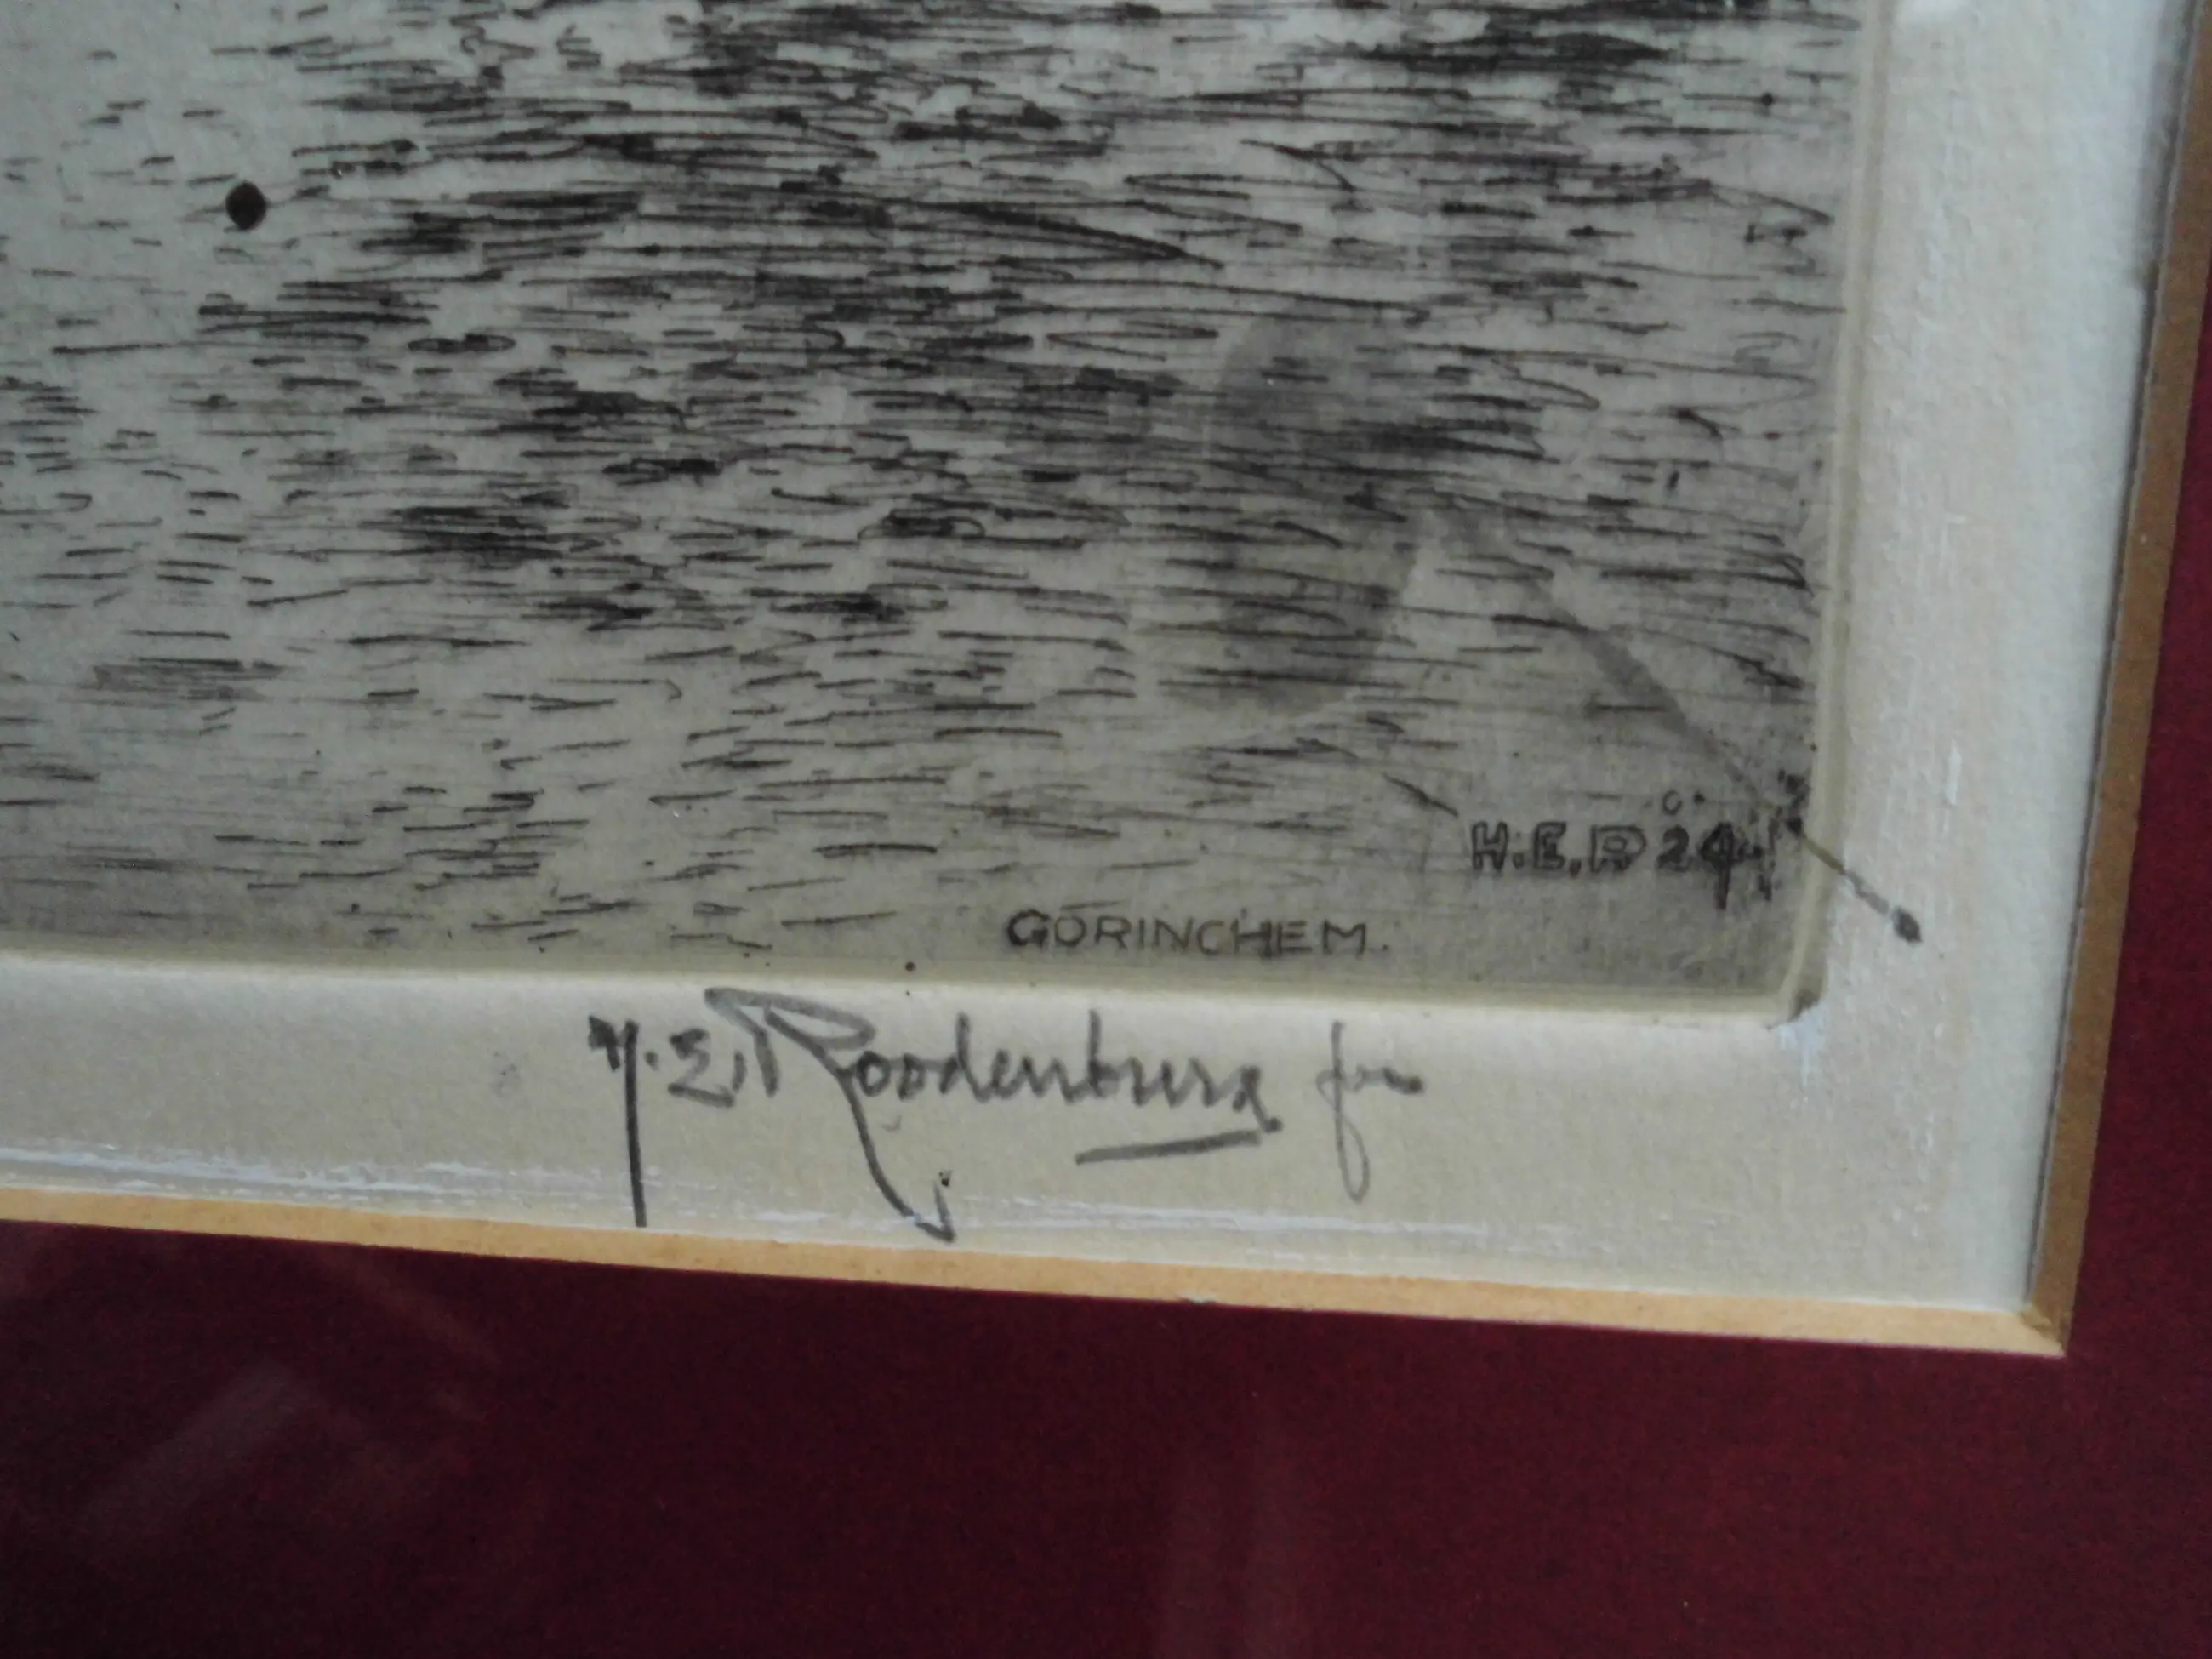 H.E.R 24
GORINCHEM.
H.E. Roodenburg fec